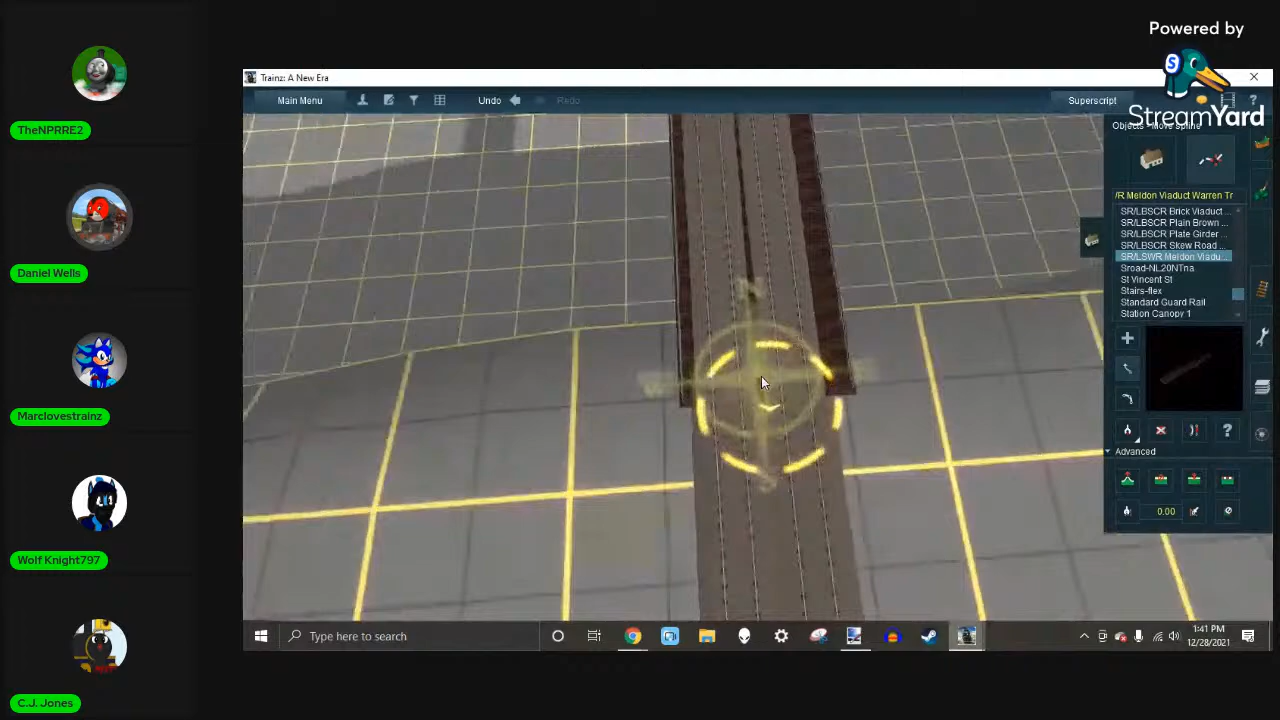 Powered by
StreamYard
TheNPRRE2
Daniel Wells
Marclovestrainz
Wolf Knight797
C.J. Jones
Trainz: A New Era
Main Menu
Undo
Redo
Superscript
?
Objects - Move Spline
/R Meldon Viaduct Warren Tr
SR/LBSCR Brick Viaduct ...
SR/LBSCR Plain Brown ...
SR/LBSCR Plate Girder ...
SR/LBSCR Skew Road ...
SR/LSWR Meldon Viadu...
Sroad-NL20NTna
St Vincent St
Stairs-flex
Standard Guard Rail
Station Canopy 1
?
Advanced
0.00
Type here to search
1:41 PM
12/28/2021